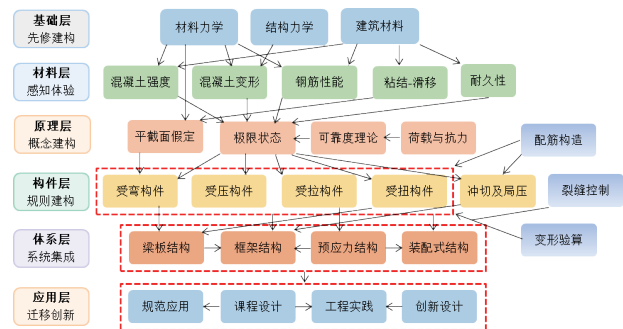 基础层
先修建构
材料力学
结构力学
建筑材料
材料层
感知体验
混凝土强度
混凝土变形
钢筋性能
粘结-滑移
耐久性
原理层
概念建构
平截面假定
极限状态
可靠度理论
荷载与抗力
配筋构造
构件层
规则建构
受弯构件
受压构件
受拉构件
受扭构件
冲切及局压
裂缝控制
体系层
系统集成
梁板结构
框架结构
预应力结构
装配式结构
变形验算
应用层
迁移创新
规范应用
课程设计
工程实践
创新设计